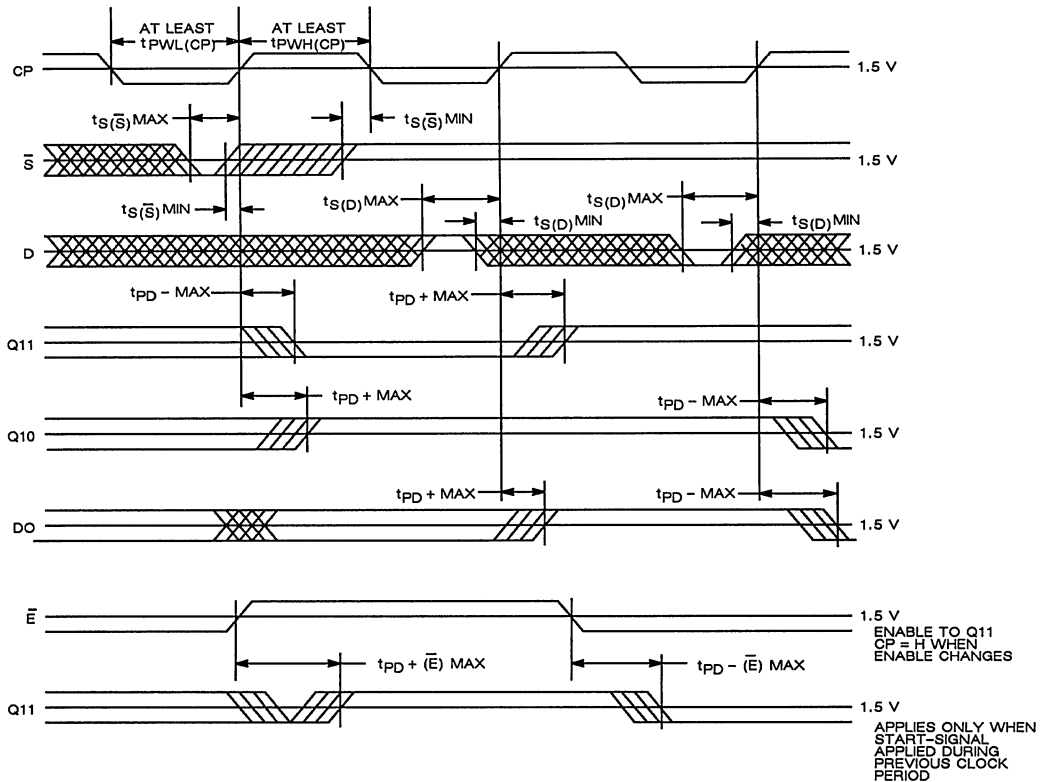 AT LEAST
tPWL(CP)
AT LEAST
tPWH(CP)
CP
1.5 V
tS(S̅) MAX
tS(S̅) MIN
S̅
1.5 V
tS(S̅) MIN
tS(D) MAX
tS(D) MIN
tS(D) MAX
tS(D) MIN
D
1.5 V
tPD – MAX
tPD + MAX
Q11
1.5 V
tPD + MAX
tPD – MAX
Q10
1.5 V
tPD + MAX
tPD – MAX
DO
1.5 V
E̅
1.5 V
ENABLE TO Q11
CP = H WHEN
ENABLE CHANGES
tPD + (E̅) MAX
tPD – (E̅) MAX
Q11
1.5 V
APPLIES ONLY WHEN
START–SIGNAL
APPLIED DURING
PREVIOUS CLOCK
PERIOD